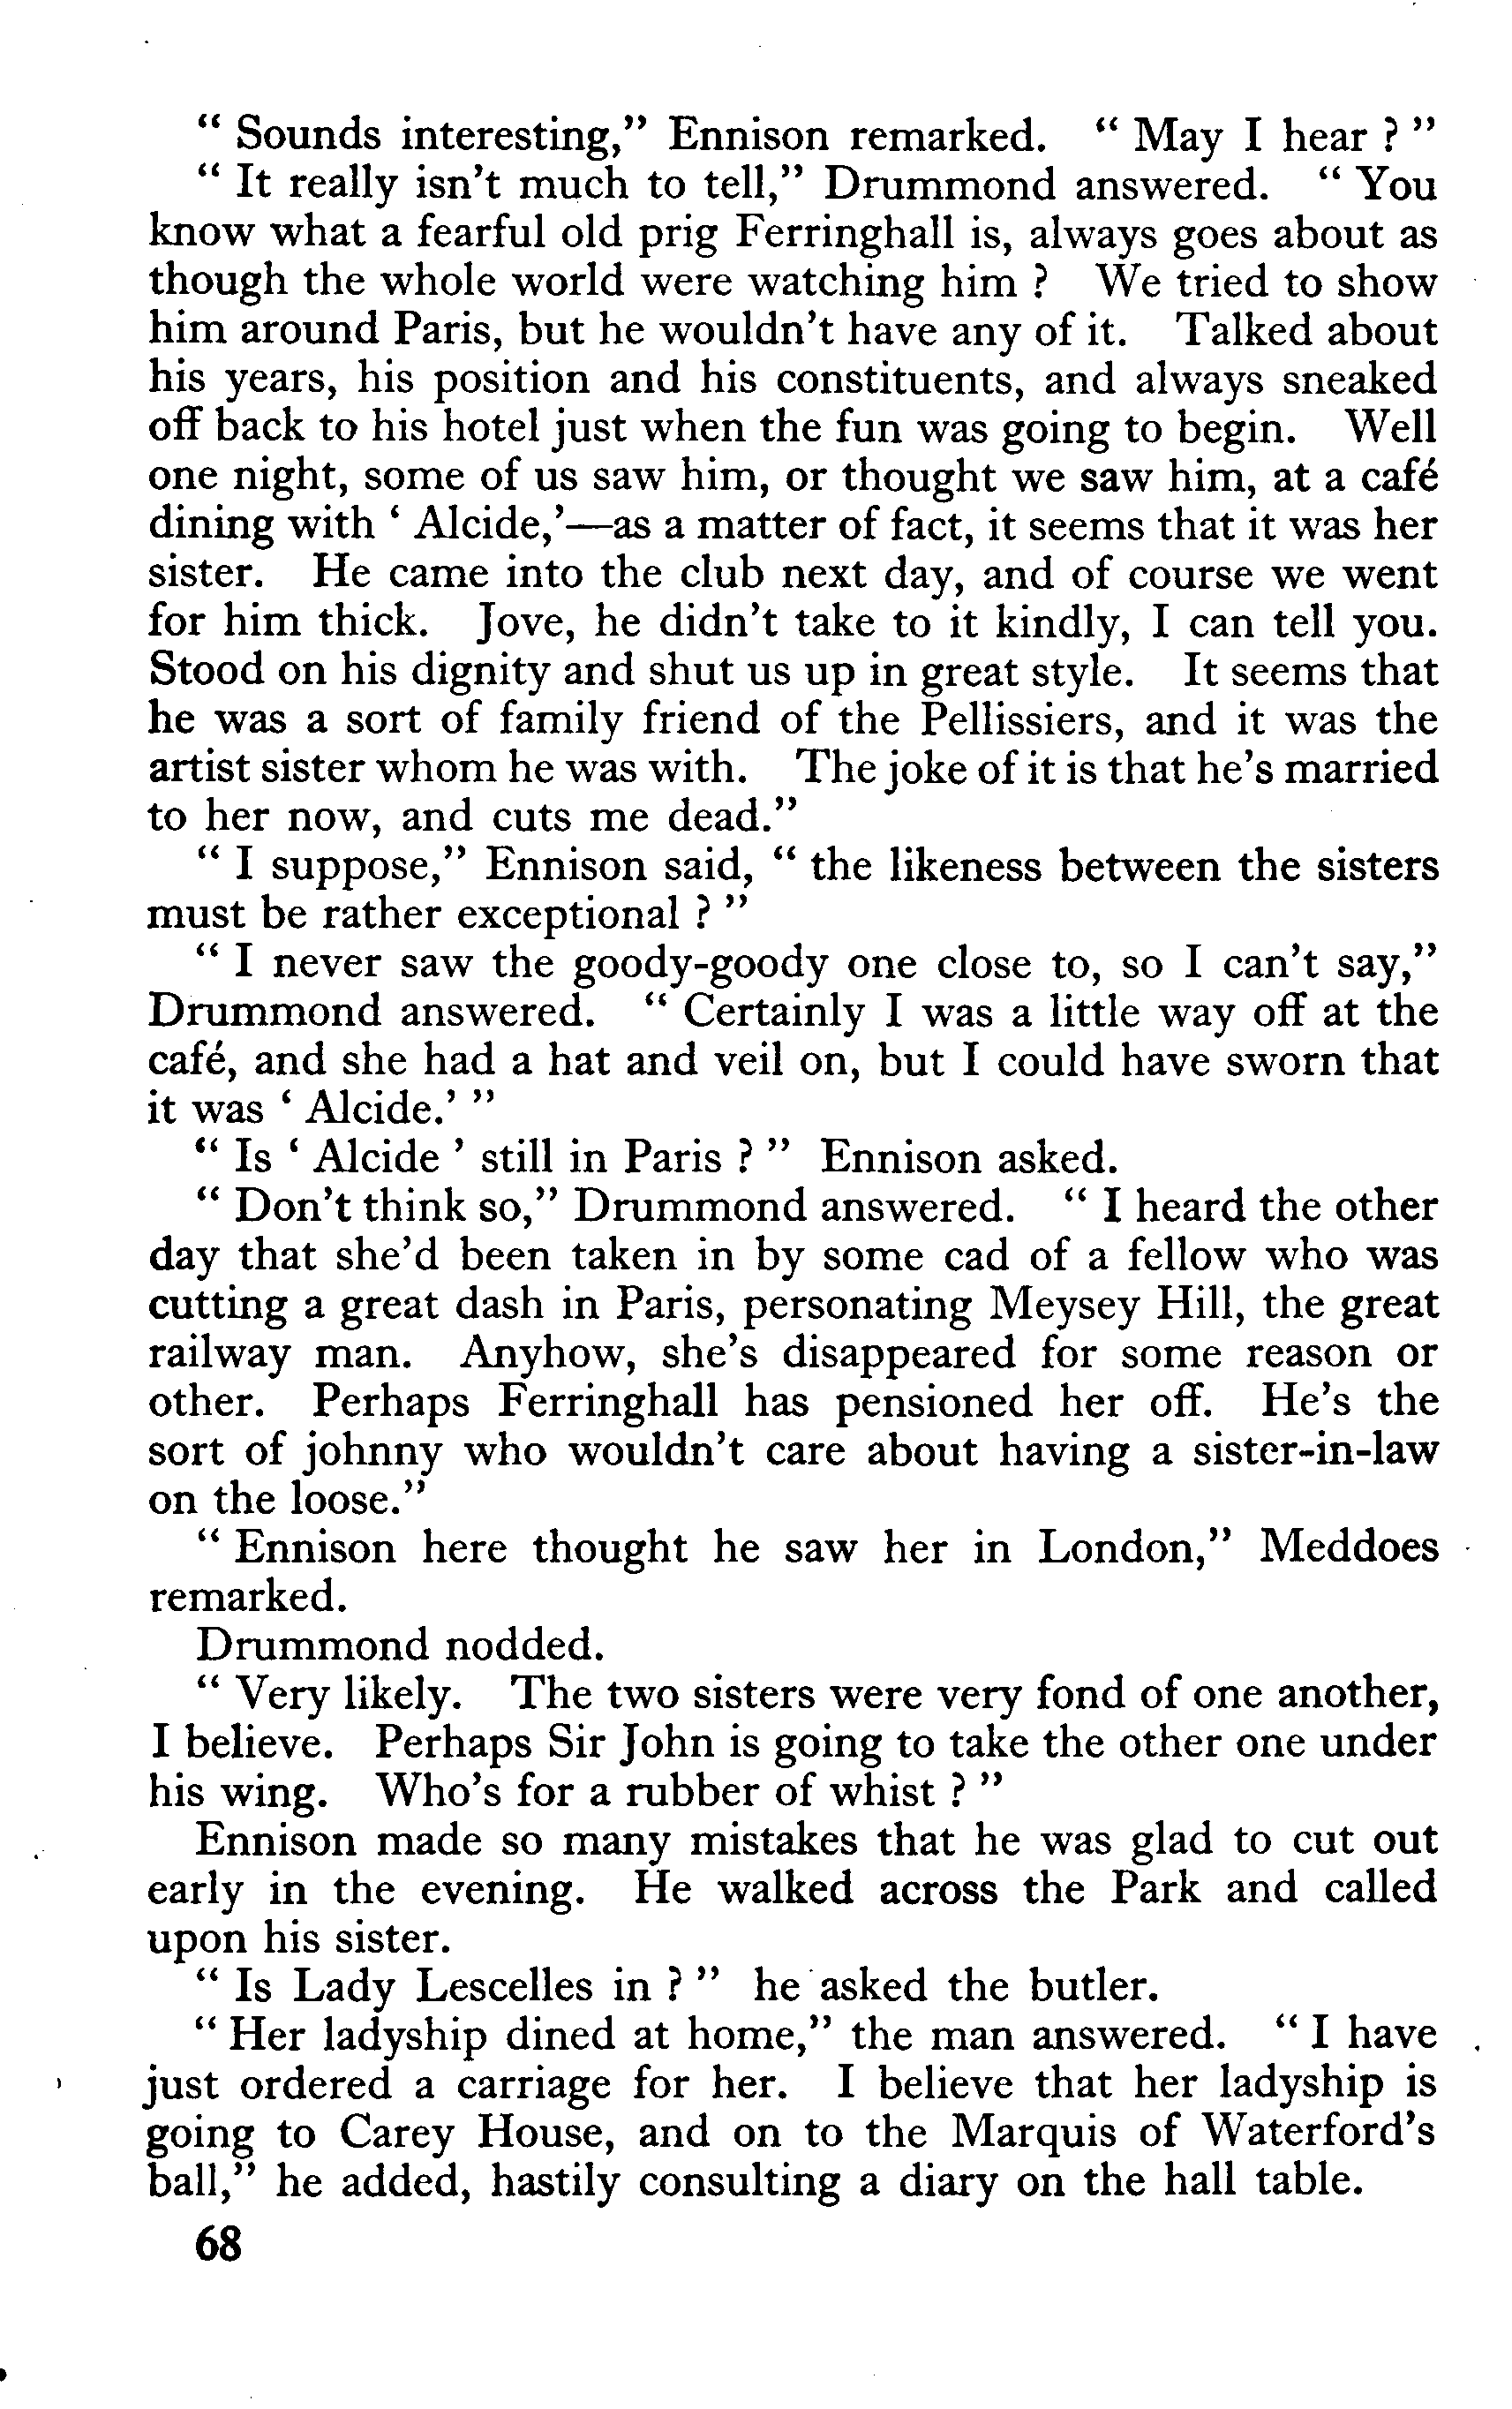 “ Sounds interesting,” Ennison remarked. “ May I hear ? ”
“ It really isn't much to tell,” Drummond answered. “ You
know what a fearful old prig Ferringhall is, always goes about as
though the whole world were watching him ? We tried to show
him around Paris, but he wouldn't have any of it. Talked about
his years, his position and his constituents, and always sneaked
off back to his hotel just when the fun was going to begin. Well
one night, some of us saw him, or thought we saw him, at a café
dining with ‘ Alcide,’—as a matter of fact, it seems that it was her
sister. He came into the club next day, and of course we went
for him thick. Jove, he didn't take to it kindly, I can tell you.
Stood on his dignity and shut us up in great style. It seems that
he was a sort of family friend of the Pellissiers, and it was the
artist sister whom he was with. The joke of it is that he's married
to her now, and cuts me dead.”
“ I suppose,” Ennison said, “ the likeness between the sisters
must be rather exceptional ? ”
“ I never saw the goody-goody one close to, so I can't say,”
Drummond answered. “ Certainly I was a little way off at the
café, and she had a hat and veil on, but I could have sworn that
it was ‘ Alcide.’ ”
“ Is ‘ Alcide ’ still in Paris ? ” Ennison asked.
“ Don't think so,” Drummond answered. “ I heard the other
day that she'd been taken in by some cad of a fellow who was
cutting a great dash in Paris, personating Meysey Hill, the great
railway man. Anyhow, she's disappeared for some reason or
other. Perhaps Ferringhall has pensioned her off. He's the
sort of johnny who wouldn't care about having a sister-in-law
on the loose.”
“ Ennison here thought he saw her in London,” Meddoes
remarked.
Drummond nodded.
“ Very likely. The two sisters were very fond of one another,
I believe. Perhaps Sir John is going to take the other one under
his wing. Who's for a rubber of whist ? ”
Ennison made so many mistakes that he was glad to cut out
early in the evening. He walked across the Park and called
upon his sister.
“ Is Lady Lescelles in ? ” he asked the butler.
“ Her ladyship dined at home,” the man answered. “ I have
just ordered a carriage for her. I believe that her ladyship is
going to Carey House, and on to the Marquis of Waterford's
ball,” he added, hastily consulting a diary on the hall table.
68